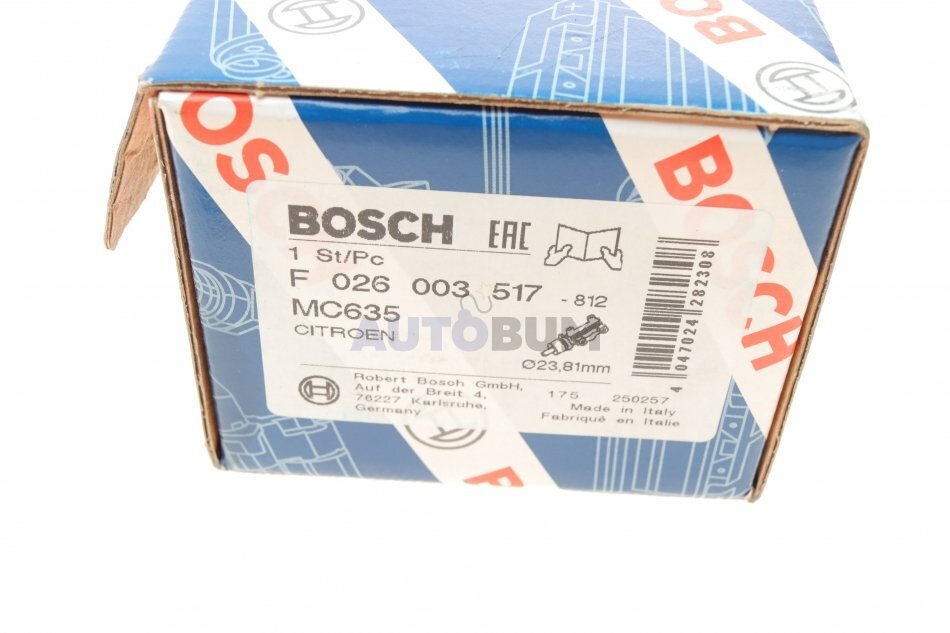 BOSCH
BOSCH
BOSCH
BOSCH EAC
1 St/Pc
F 026 003 517 - 812
MC635
CITROEN
AUTOBUM
Ø23,81mm
4 047024 282308
Robert Bosch GmbH,
Auf der Breit 4,
76227 Karlsruhe,
Germany
175 250257
Made in Italy
Fabriqué en Italie